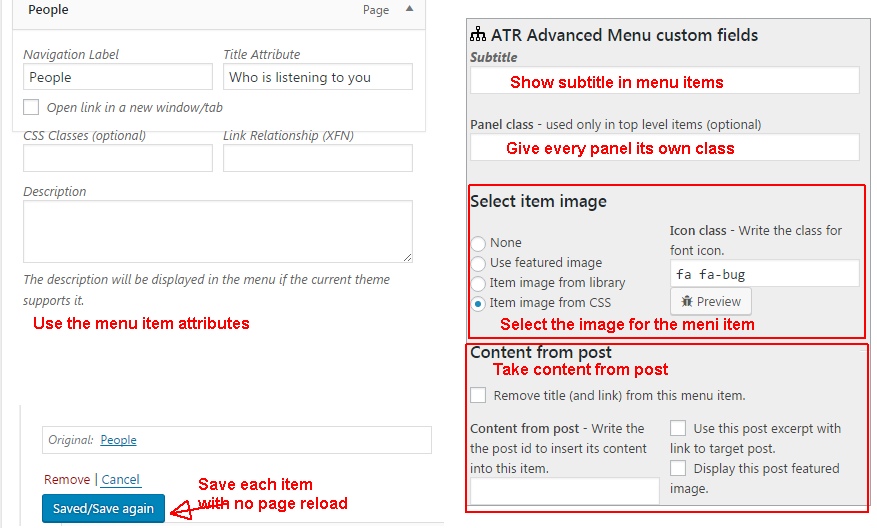 People
Page
Navigation Label
Title Attribute
People
Who is listening to you
Open link in a new window/tab
CSS Classes (optional)
Link Relationship (XFN)
Description
The description will be displayed in the menu if the current theme
supports it.
Use the menu item attributes
Original: People
Remove | Cancel
Saved/Save again
Save each item
with no page reload
ATR Advanced Menu custom fields
Subtitle
Show subtitle in menu items
Panel class - used only in top level items (optional)
Give every panel its own class
Select item image
None
Use featured image
Item image from library
Item image from CSS
Icon class - Write the class for
font icon.
fa fa-bug
Preview
Select the image for the meni item
Content from post
Take content from post
Remove title (and link) from this menu item.
Content from post - Write the
the post id to insert its content
into this item.
Use this post excerpt with
link to target post.
Display this post featured
image.